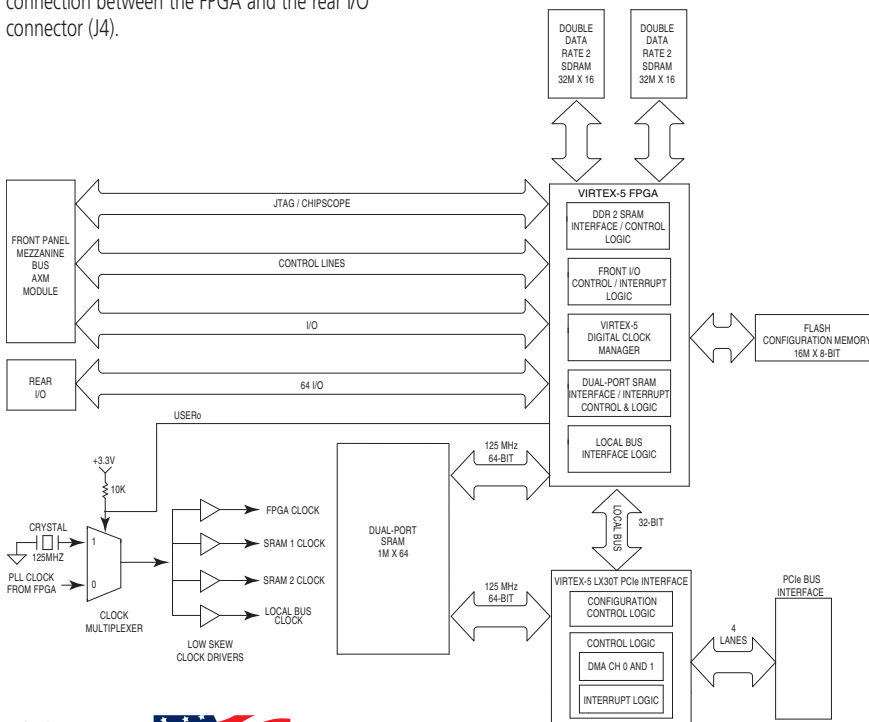 connection between the FPGA and the rear I/O
connector (J4).
DOUBLE
DATA
RATE 2
SDRAM
32M X 16
DOUBLE
DATA
RATE 2
SDRAM
32M X 16
FRONT PANEL
MEZZANINE
BUS
AXM
MODULE
JTAG / CHIPSCOPE
CONTROL LINES
I/O
REAR
I/O
64 I/O
USERo
VIRTEX-5 FPGA
DDR 2 SRAM
INTERFACE / CONTROL
LOGIC
FRONT I/O
CONTROL / INTERRUPT
LOGIC
VIRTEX-5
DIGITAL CLOCK
MANAGER
DUAL-PORT SRAM
INTERFACE / INTERRUPT
CONTROL & LOGIC
LOCAL BUS
INTERFACE LOGIC
FLASH
CONFIGURATION MEMORY
16M X 8-BIT
+3.3V
10K
CRYSTAL
125MHZ
1
PLL CLOCK
FROM FPGA
0
CLOCK
MULTIPLEXER
FPGA CLOCK
SRAM 1 CLOCK
SRAM 2 CLOCK
LOCAL BUS
CLOCK
LOW SKEW
CLOCK DRIVERS
DUAL-PORT
SRAM
1M X 64
125 MHz
64-BIT
125 MHz
64-BIT
LOCAL BUS
32-BIT
VIRTEX-5 LX30T PCIe INTERFACE
CONFIGURATION
CONTROL LOGIC
CONTROL LOGIC
DMA CH 0 AND 1
INTERRUPT LOGIC
4
LANES
PCIe BUS
INTERFACE